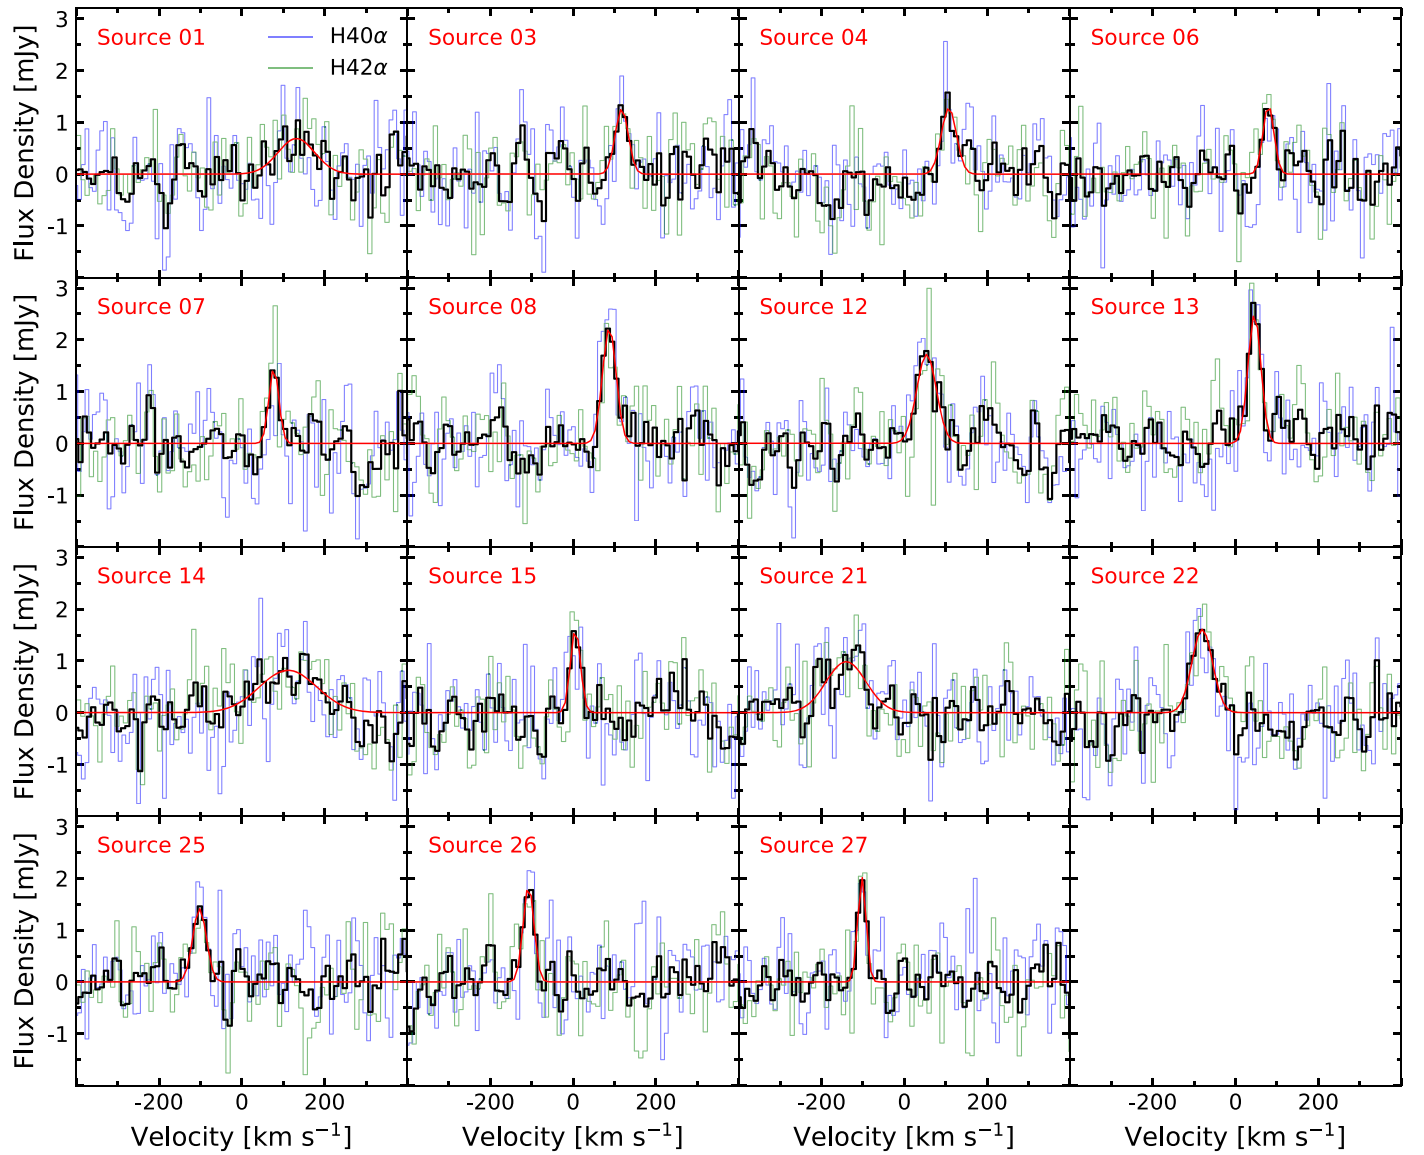 Source 01
H40α
H42α
Source 03
Source 04
Source 06
Flux Density [mJy]
3
2
1
0
-1
Source 07
Source 08
Source 12
Source 13
Flux Density [mJy]
3
2
1
0
-1
Source 14
Source 15
Source 21
Source 22
Flux Density [mJy]
3
2
1
0
-1
Source 25
Source 26
Source 27
Flux Density [mJy]
3
2
1
0
-1
-200 0 200 -200 0 200 -200 0 200 -200 0 200
Velocity [km s⁻¹] Velocity [km s⁻¹] Velocity [km s⁻¹] Velocity [km s⁻¹]